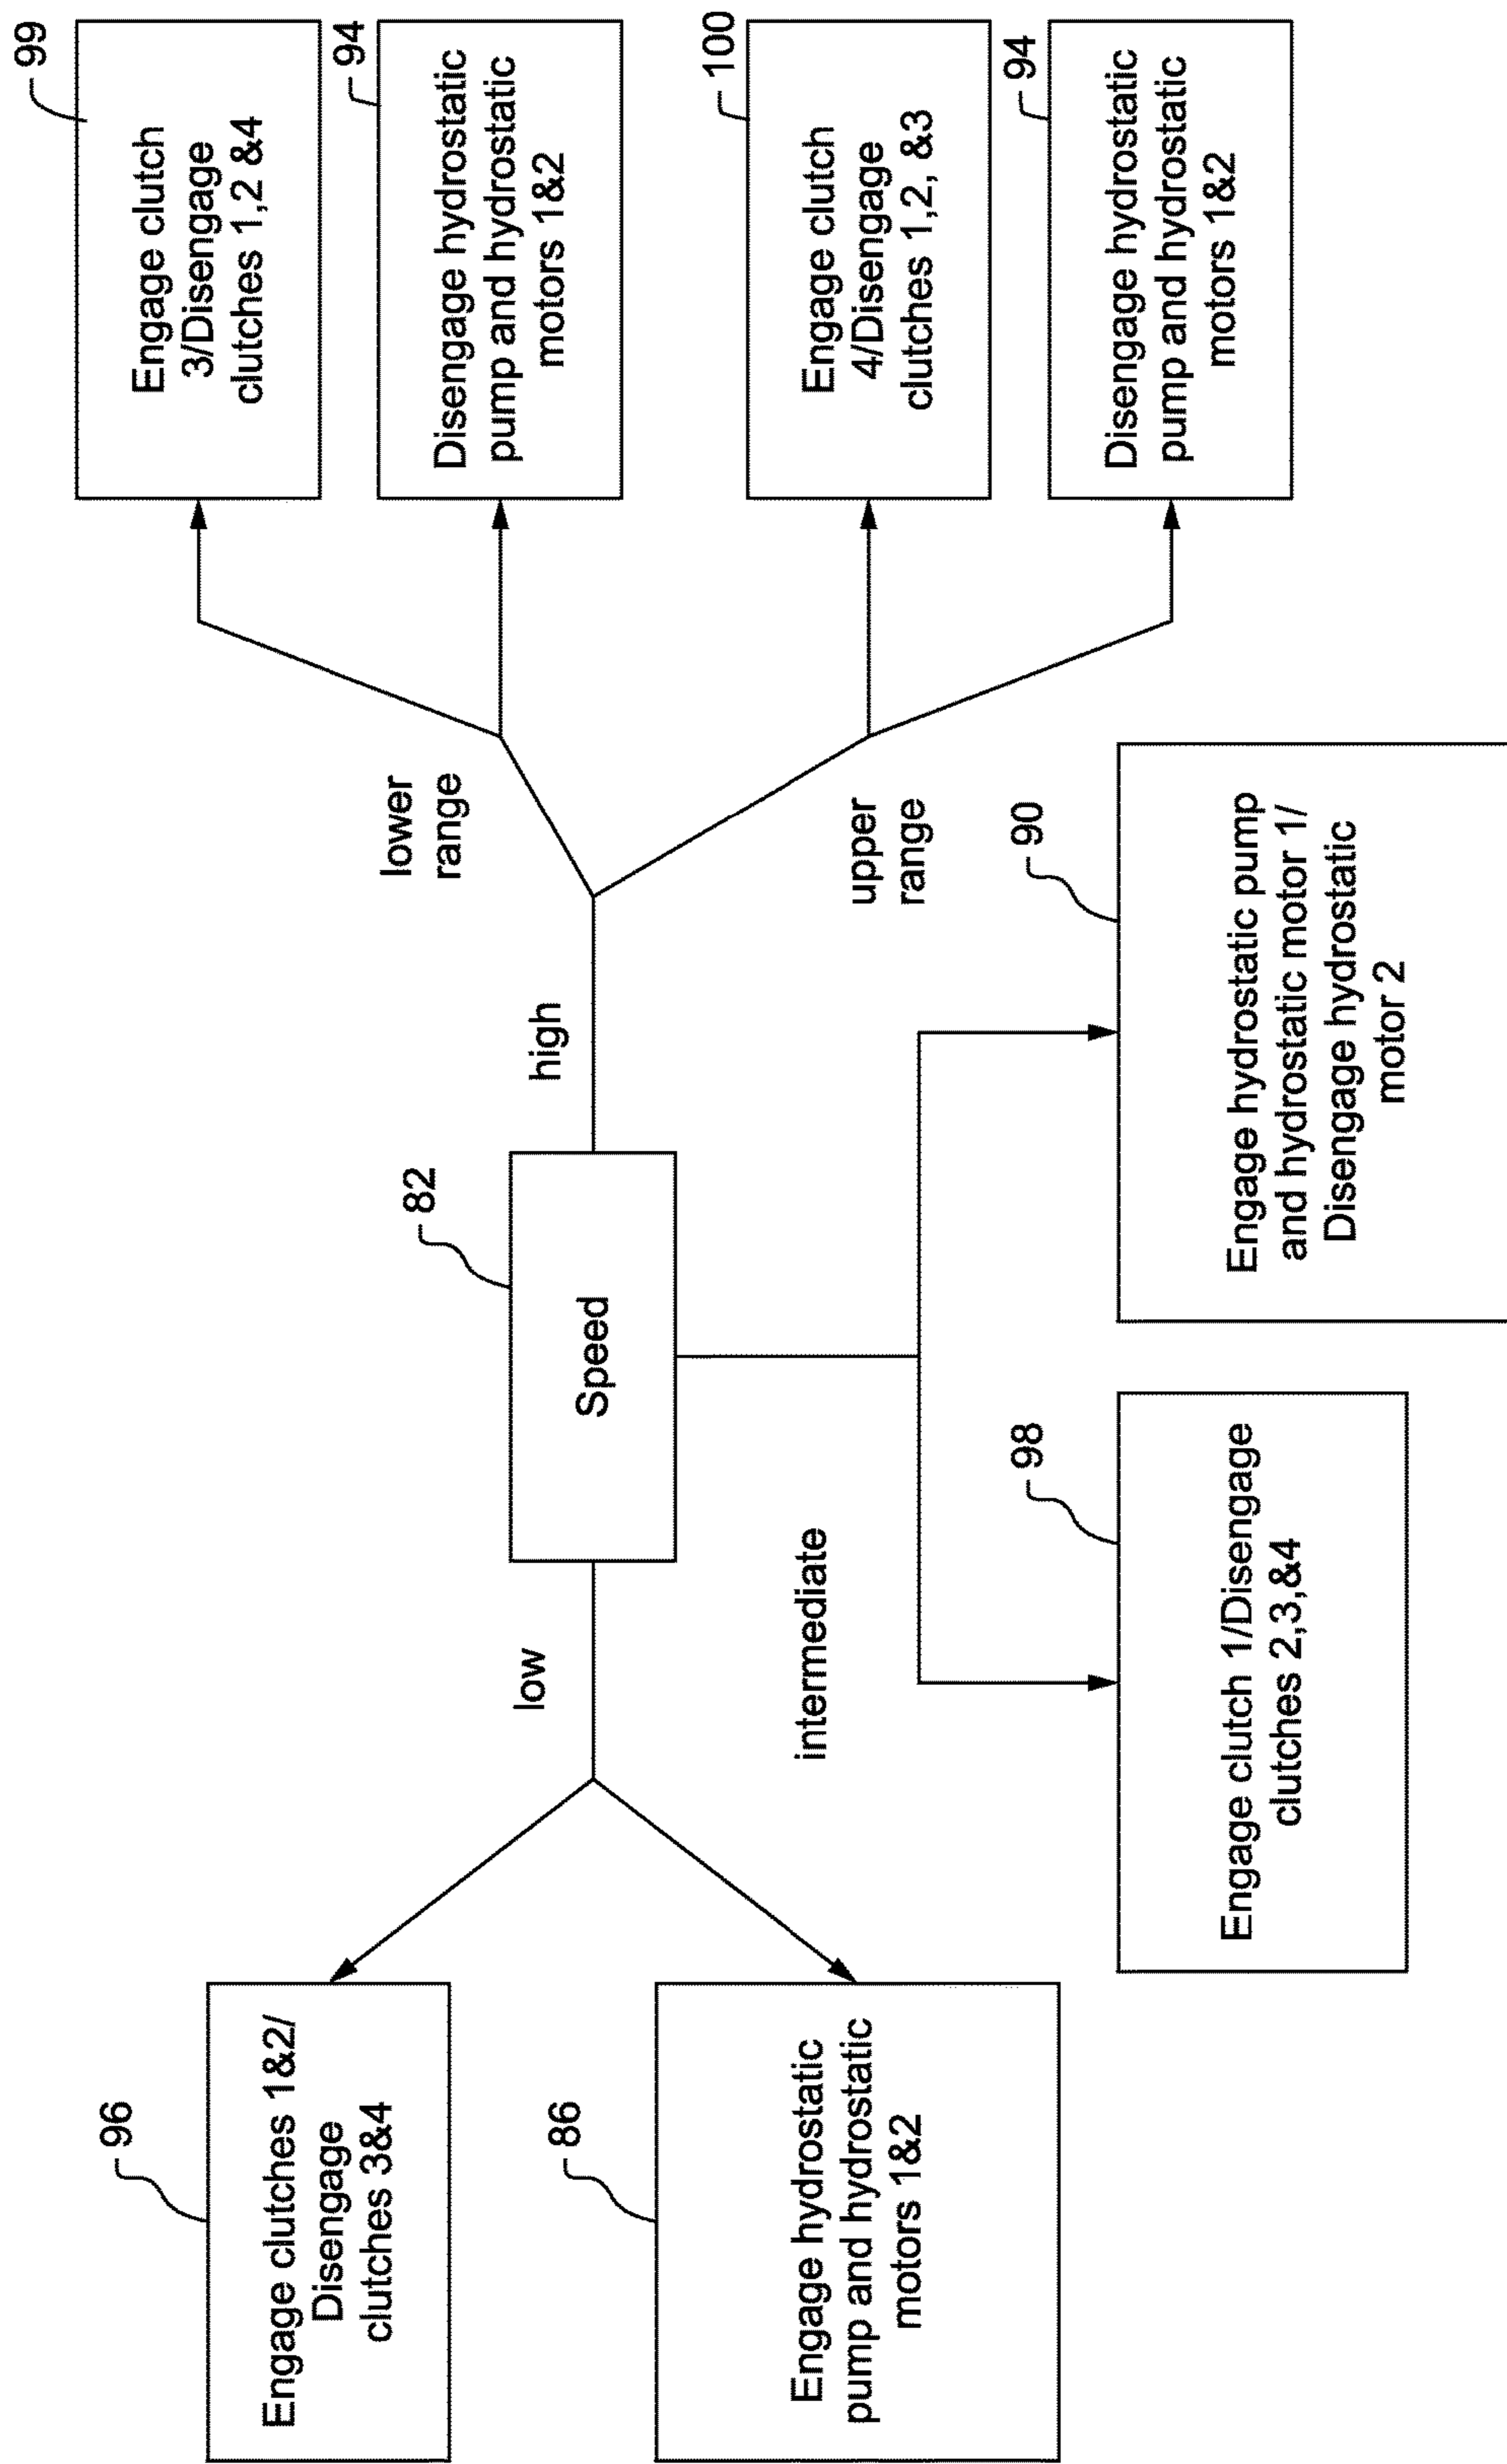 96
Engage clutches 1&2/
Disengage
clutches 3&4
86
Engage hydrostatic
pump and hydrostatic
motors 1&2
low
intermediate
82
Speed
high
lower
range
upper
range
99
Engage clutch
3/Disengage
clutches 1,2 &4
94
Disengage hydrostatic
pump and hydrostatic
motors 1&2
100
Engage clutch
4/Disengage
clutches 1,2, &3
94
Disengage hydrostatic
pump and hydrostatic
motors 1&2
98
Engage clutch 1/Disengage
clutches 2,3,&4
90
Engage hydrostatic pump
and hydrostatic motor 1/
Disengage hydrostatic
motor 2